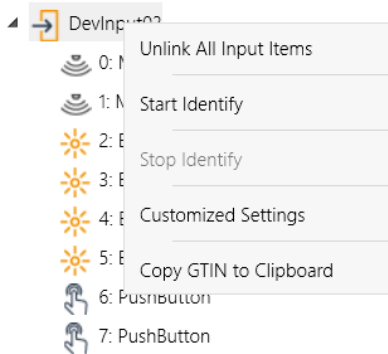 DevInput02
Unlink All Input Items
0:
1:
Start Identify
2:
Stop Identify
3:
4:
Customized Settings
5:
Copy GTIN to Clipboard
6: PushButton
7: PushButton